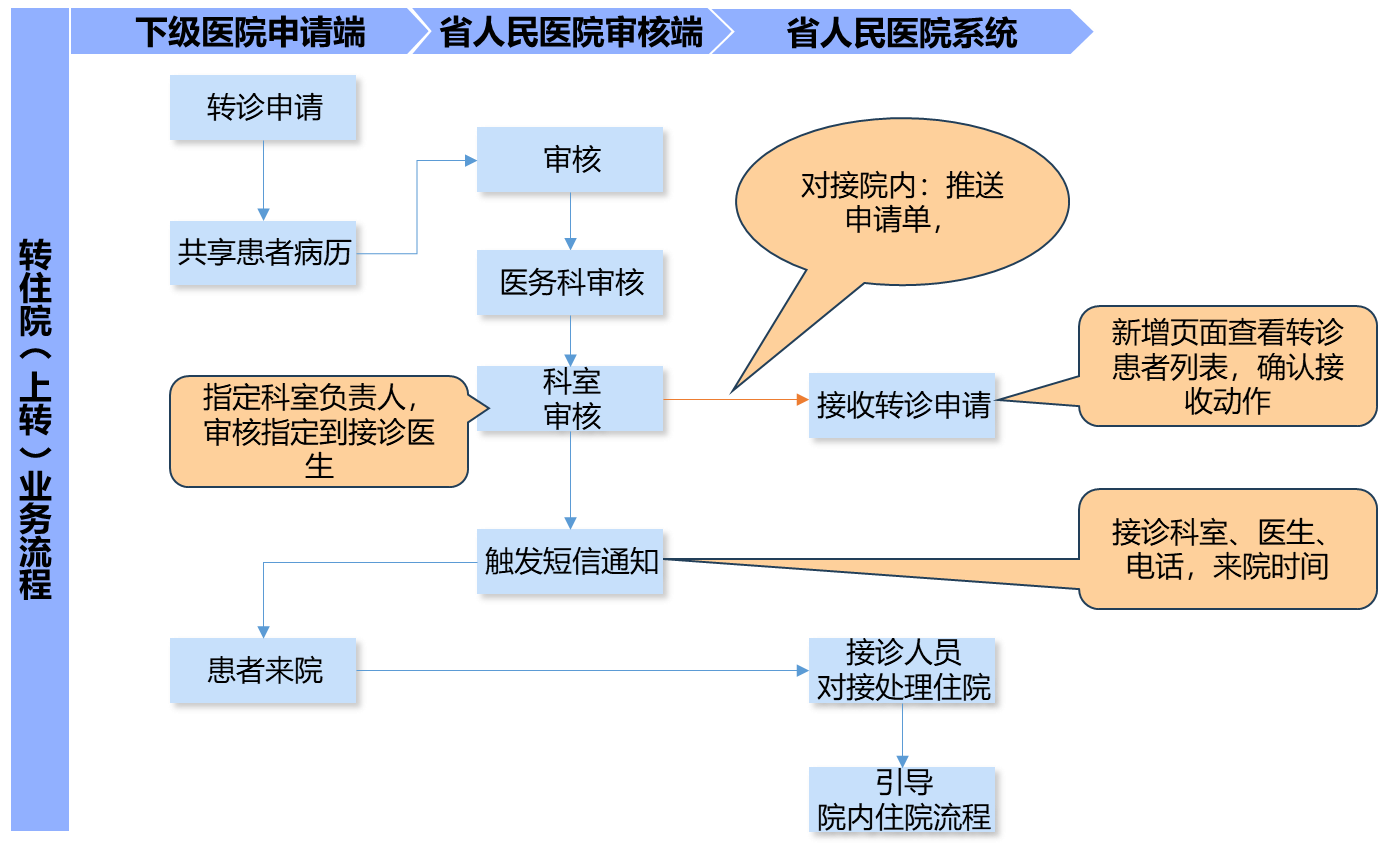 下级医院申请端
省人民医院审核端
省人民医院系统
转住院（上转）业务流程
转诊申请
共享患者病历
审核
医务科审核
科室
审核
指定科室负责人，
审核指定到接诊医
生
对接院内：推送
申请单，
接收转诊申请
新增页面查看转诊
患者列表，确认接
收动作
触发短信通知
接诊科室、医生、
电话，来院时间
患者来院
接诊人员
对接处理住院
引导
院内住院流程